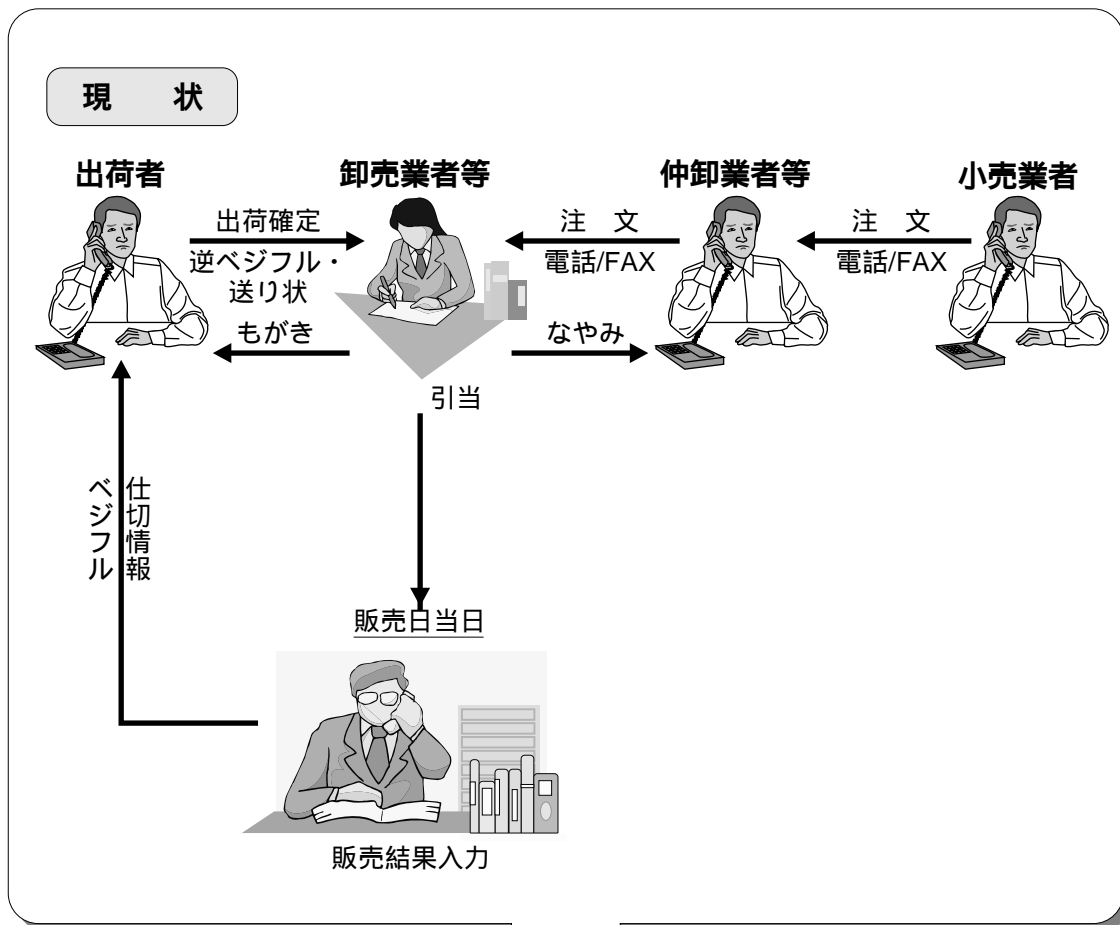 現 状
出荷者
卸売業者等
仲卸業者等
小売業者
出荷確定
逆ベジフル・
送り状
注 文
電話/FAX
注 文
電話/FAX
もがき
なやみ
引当
ベジフル
仕切情報
販売日当日
販売結果入力